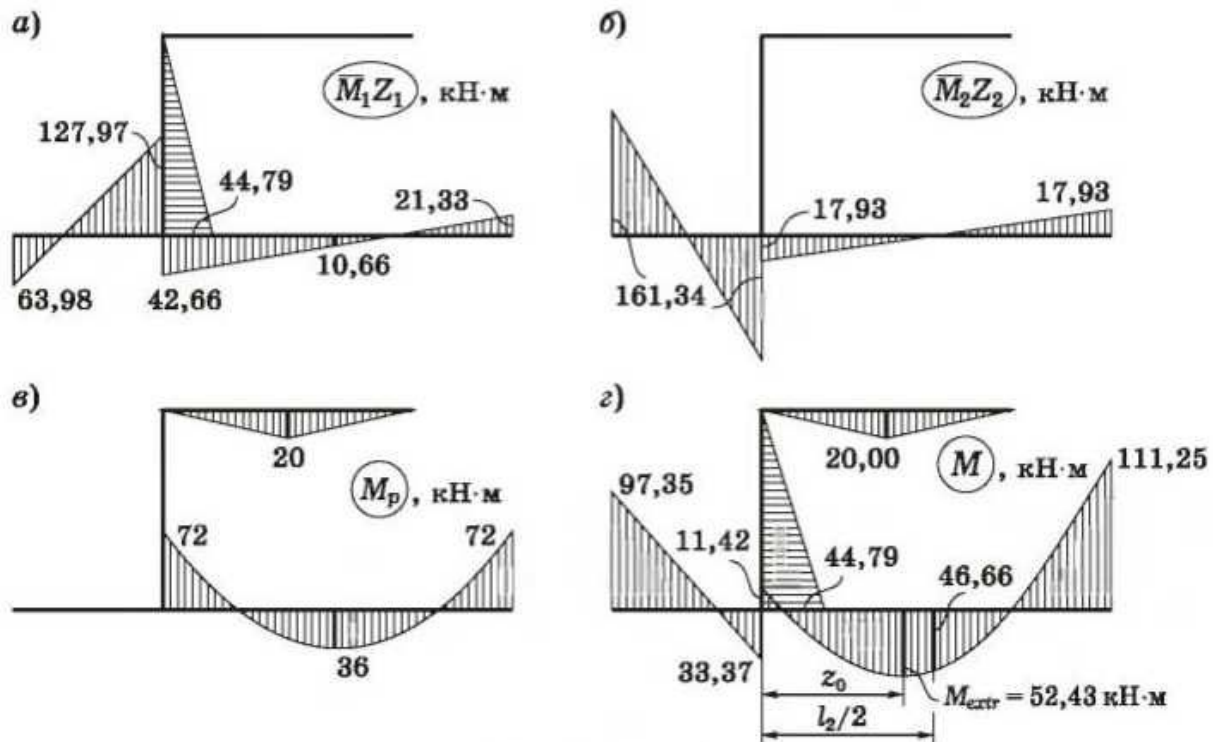 а)
M̅₁Z₁, кН·м
127,97
44,79
21,33
10,66
63,98
42,66
б)
M̅₂Z₂, кН·м
17,93
17,93
161,34
в)
20
Mₚ, кН·м
72
72
36
г)
20,00
M, кН·м
111,25
97,35
11,42
44,79
46,66
33,37
z₀
Mextr = 52,43 кН·м
l₂/2